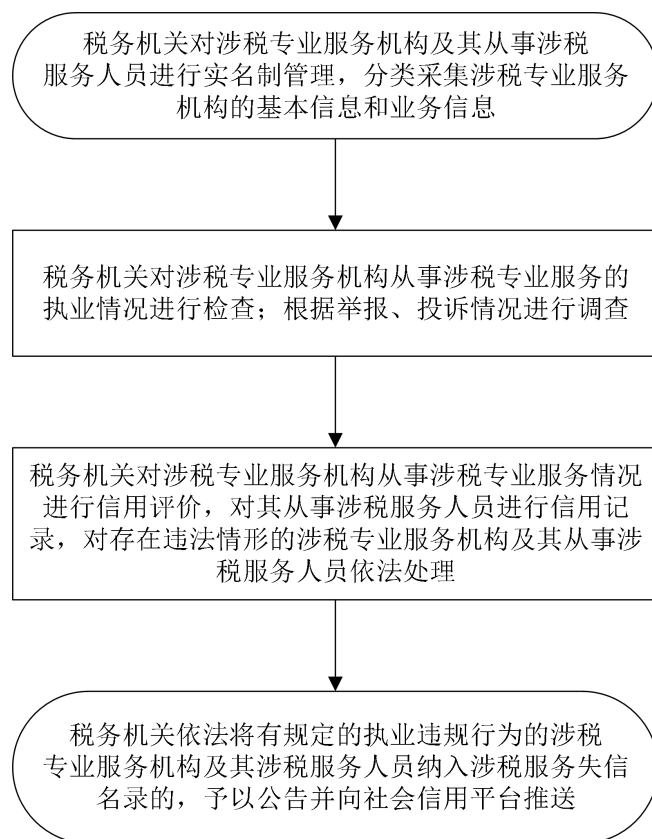 税务机关对涉税专业服务机构及其从事涉税
服务人员进行实名制管理，分类采集涉税专业服务
机构的基本信息和业务信息
税务机关对涉税专业服务机构从事涉税专业服务的
执业情况进行检查；根据举报、投诉情况进行调查
税务机关对涉税专业服务机构从事涉税专业服务情况
进行信用评价，对其从事涉税服务人员进行信用记
录，对存在违法情形的涉税专业服务机构及其从事涉
税服务人员依法处理
税务机关依法将有规定的执业违规行为的涉税
专业服务机构及其涉税服务人员纳入涉税服务失信
名录的，予以公告并向社会信用平台推送